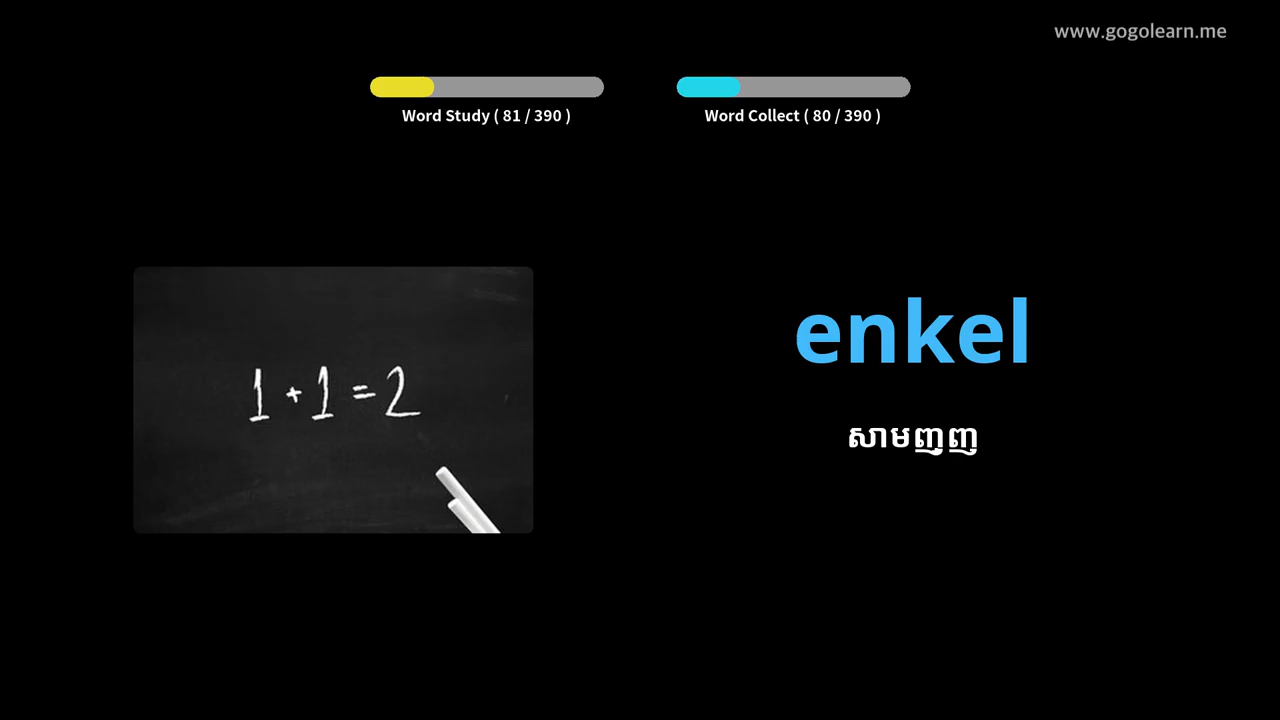 www.gogolearn.me
Word Study ( 81 / 390 )
Word Collect ( 80 / 390 )
1 + 1 = 2
enkel
សាមញ្ញ